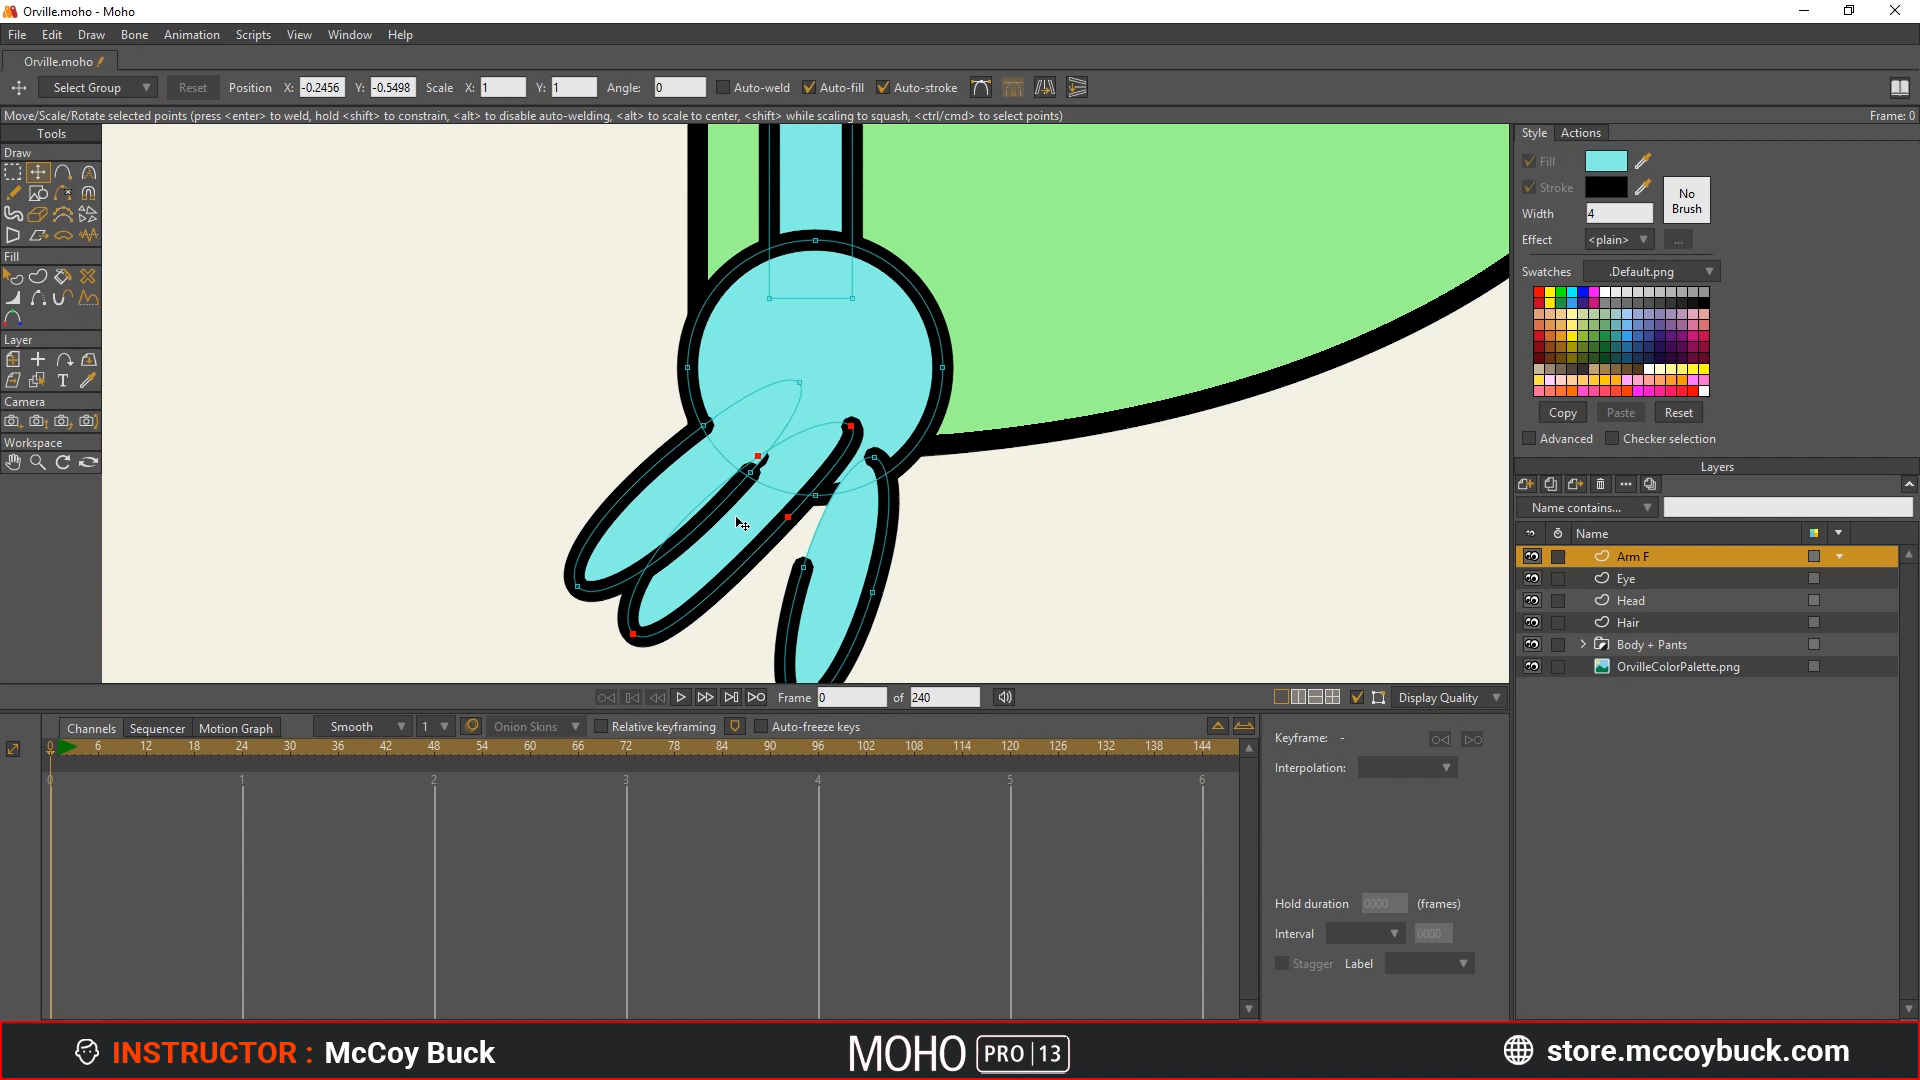 Orville.moho - Moho
File Edit Draw Bone Animation Scripts View Window Help
Orville.moho
Select Group Reset Position X: -0.2456 Y: -0.5498 Scale X: 1 Y: 1 Angle: 0 Auto-weld Auto-fill Auto-stroke
Move/Scale/Rotate selected points (press <enter> to weld, hold <shift> to constrain, <alt> to disable auto-welding, <alt> to scale to center, <shift> while scaling to squash, <ctrl/cmd> to select points) Frame: 0
Tools
Draw
Fill
Layer
Camera
Workspace
Style Actions
Fill
Stroke
No Brush
Width 4
Effect <plain> ...
Swatches .Default.png
Copy Paste Reset
Advanced Checker selection
Layers
Name contains...
Name
Arm F
Eye
Head
Hair
Body + Pants
OrvilleColorPalette.png
Frame 0 of 240 Display Quality
Channels Sequencer Motion Graph Smooth 1 Onion Skins Relative keyframing Auto-freeze keys
0 6 12 18 24 30 36 42 48 54 60 66 72 78 84 90 96 102 108 114 120 126 132 138 144
0 1 2 3 4 5 6
Keyframe: -
Interpolation:
Hold duration 0000 (frames)
Interval 0000
Stagger Label
INSTRUCTOR : McCoy Buck MOHO PRO 13 store.mccoybuck.com